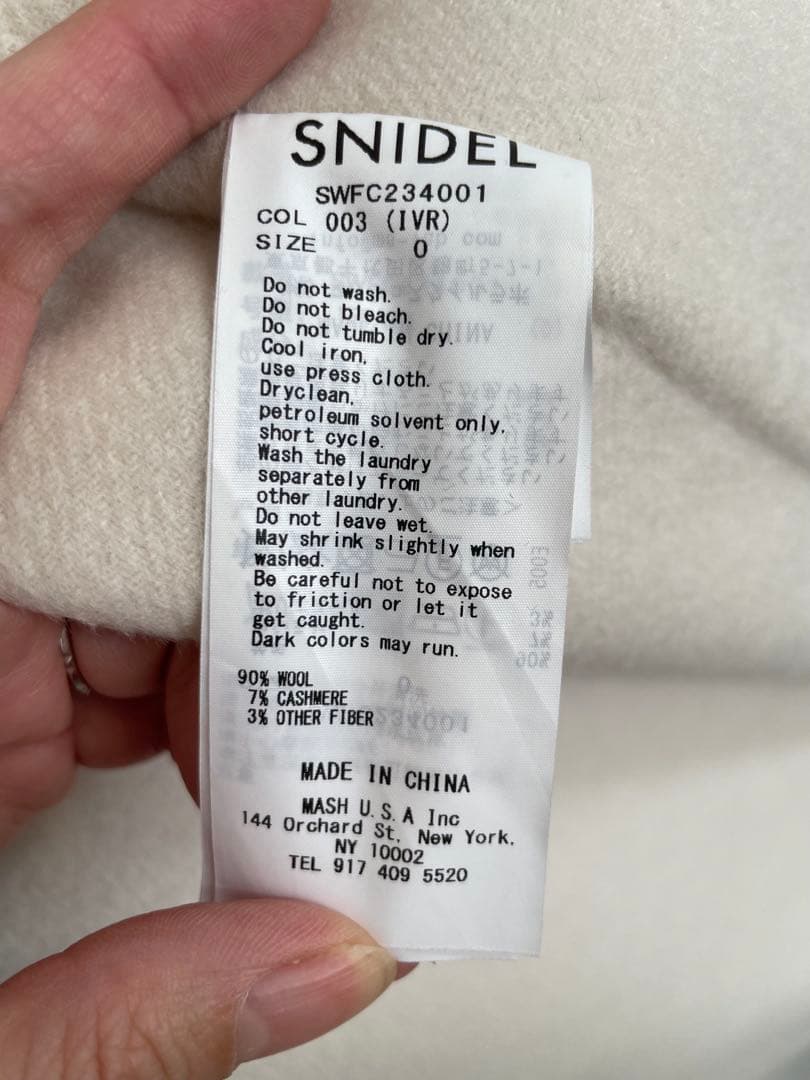 SNIDEL
SWFC234001
COL 003 (IVR)
SIZE 0
Do not wash.
Do not bleach.
Do not tumble dry.
Cool iron,
use press cloth.
Dryclean,
petroleum solvent only,
short cycle.
Wash the laundry
separately from
other laundry.
Do not leave wet.
May shrink slightly when
washed.
Be careful not to expose
to friction or let it
get caught.
Dark colors may run.
90% WOOL
7% CASHMERE
3% OTHER FIBER
MADE IN CHINA
MASH U.S.A Inc
144 Orchard St, New York,
NY 10002
TEL 917 409 5520